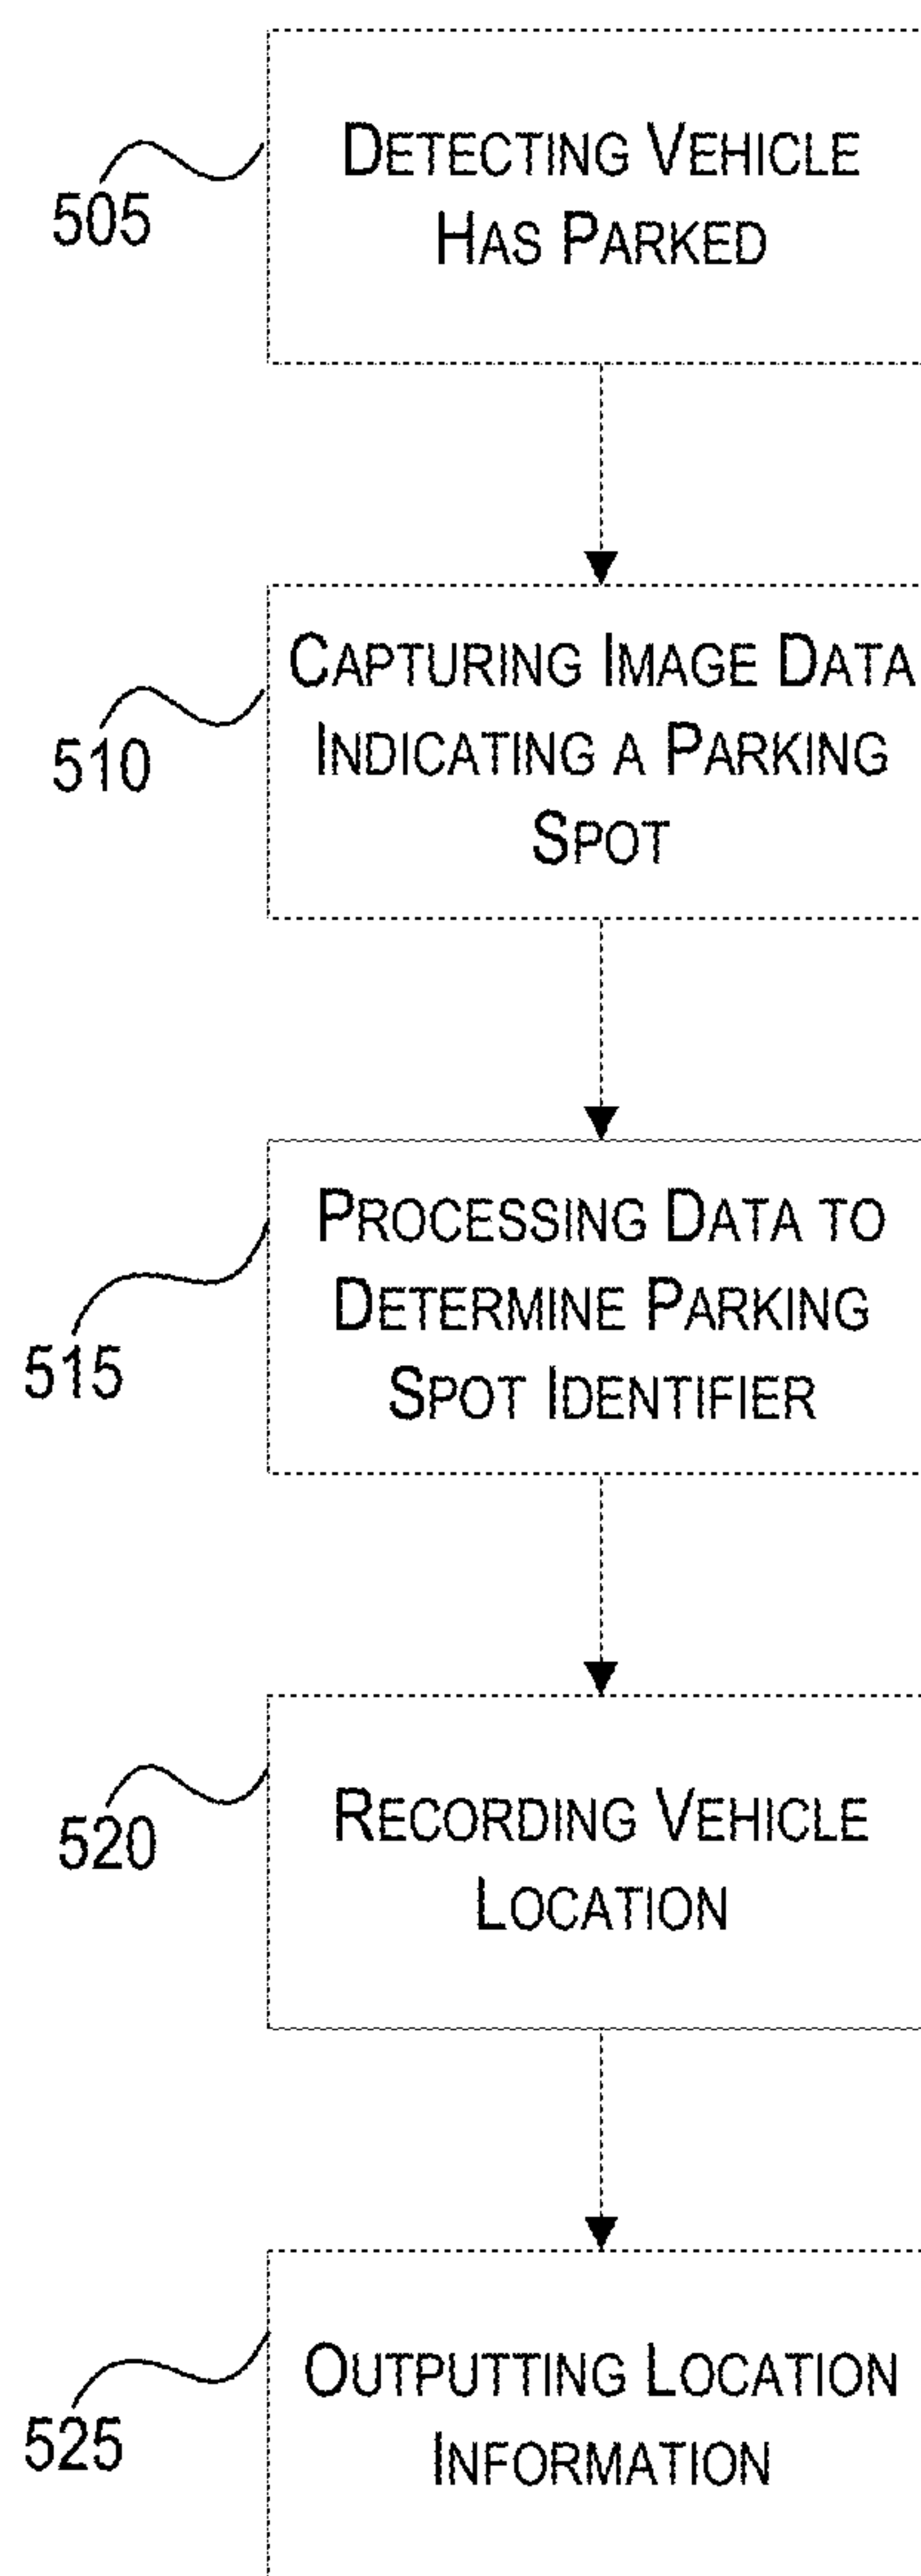 DETECTING VEHICLE
HAS PARKED
505
CAPTURING IMAGE DATA
INDICATING A PARKING
SPOT
510
PROCESSING DATA TO
DETERMINE PARKING
SPOT IDENTIFIER
515
RECORDING VEHICLE
LOCATION
520
OUTPUTTING LOCATION
INFORMATION
525